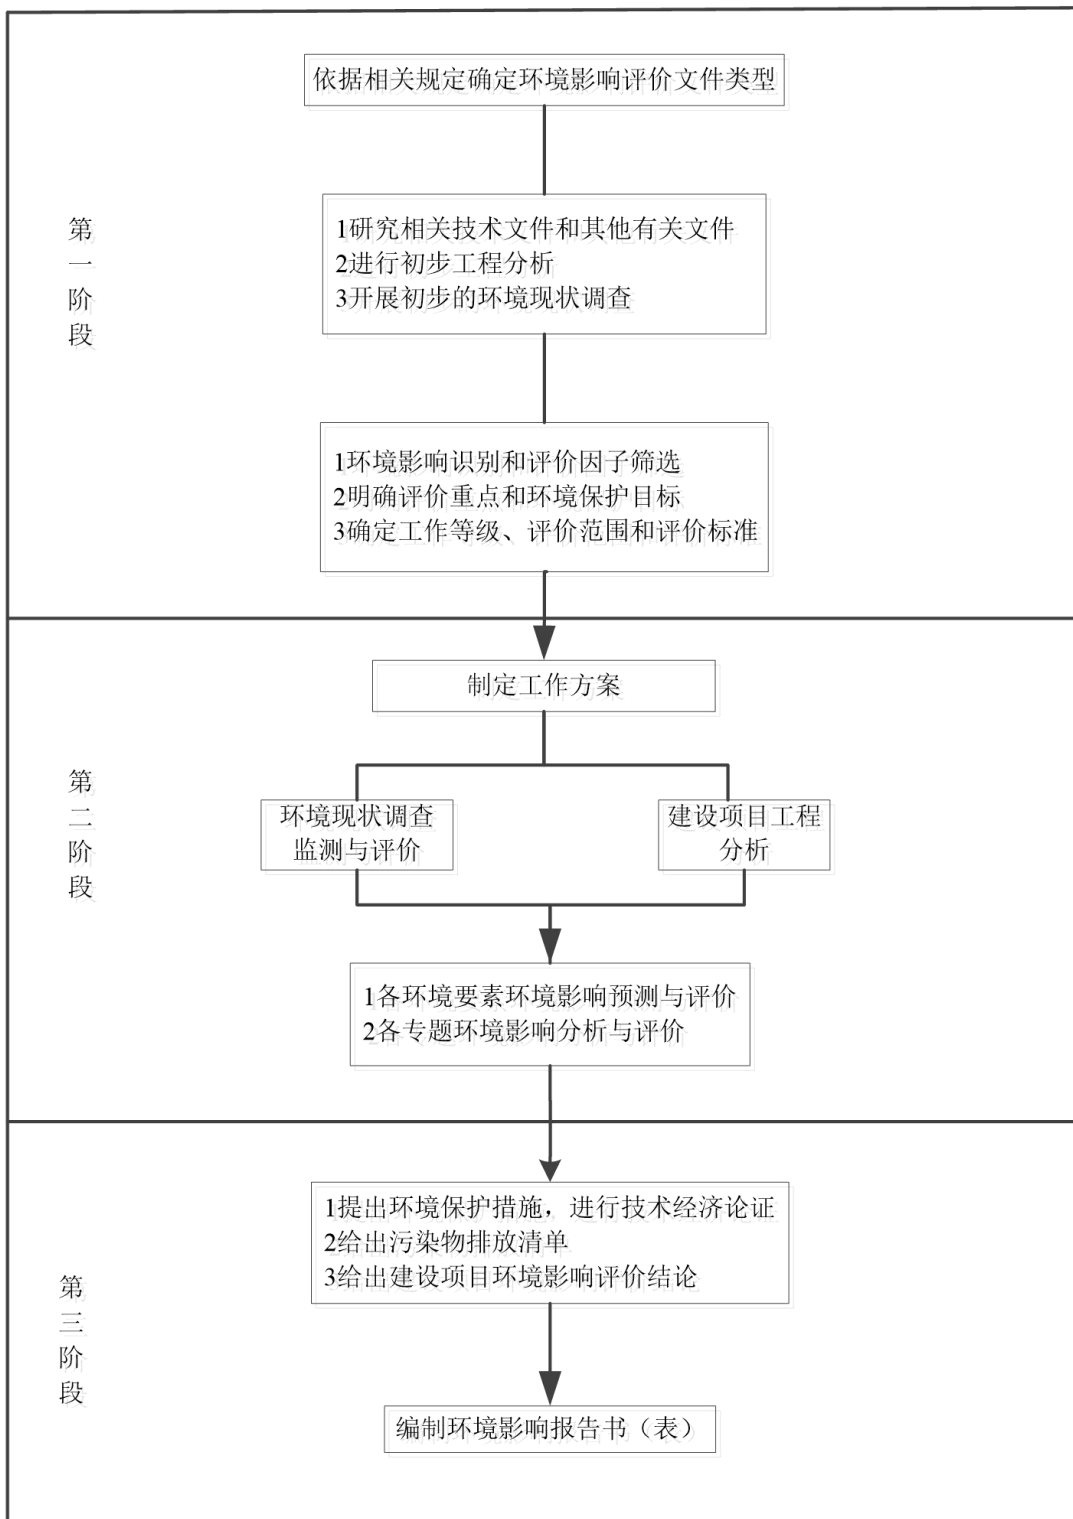 依据相关规定确定环境影响评价文件类型
第一阶段
1研究相关技术文件和其他有关文件
2进行初步工程分析
3开展初步的环境现状调查
1环境影响识别和评价因子筛选
2明确评价重点和环境保护目标
3确定工作等级、评价范围和评价标准
制定工作方案
第二阶段
环境现状调查
监测与评价
建设项目工程
分析
1各环境要素环境影响预测与评价
2各专题环境影响分析与评价
第三阶段
1提出环境保护措施，进行技术经济论证
2给出污染物排放清单
3给出建设项目环境影响评价结论
编制环境影响报告书（表）